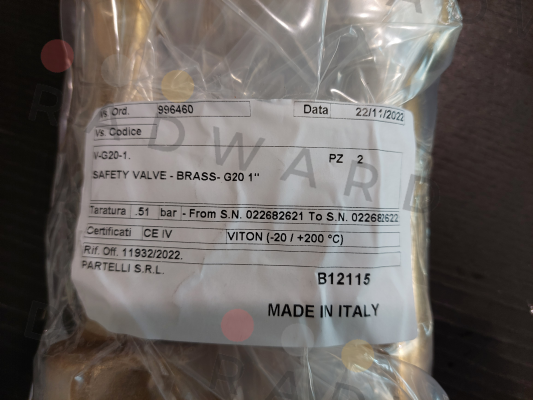 Vs. Ord. 996460 Data 22/11/2022
Vs. Codice
V-G20-1. PZ 2
SAFETY VALVE - BRASS- G20 1"
Taratura .51 bar - From S.N. 022682621 To S.N. 022682622
Certificati CE IV VITON (-20 / +200 °C)
Rif. Off. 11932/2022.
PARTELLI S.R.L.
B12115
MADE IN ITALY